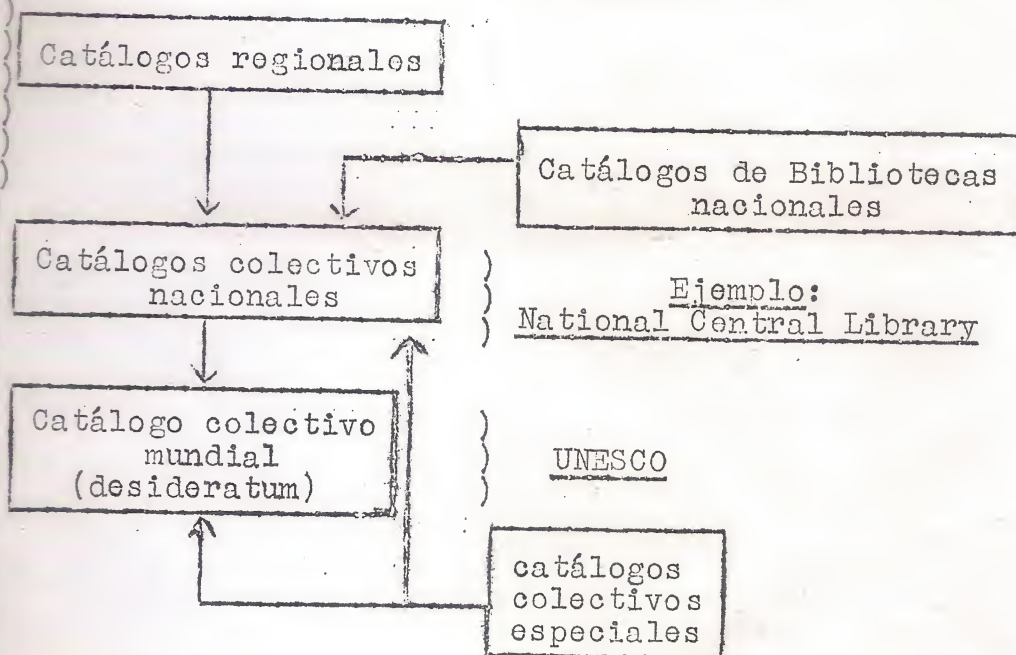 Catálogos regionales
Catálogos de Bibliotecas
nacionales
Catálogos colectivos
nacionales
Ejemplo:
National Central Library
Catálogo colectivo
mundial
(desideratum)
UNESCO
catálogos
colectivos
especiales